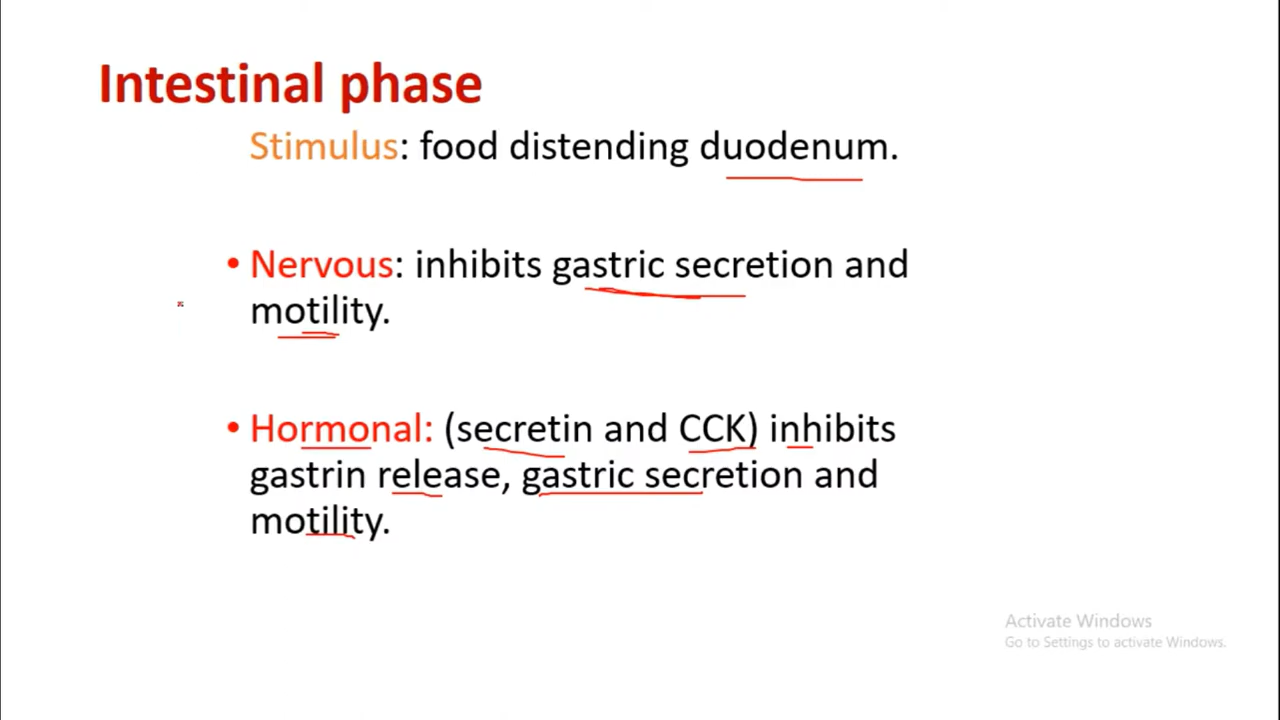 Intestinal phase
Stimulus: food distending duodenum.
• Nervous: inhibits gastric secretion and
motility.
• Hormonal: (secretin and CCK) inhibits
gastrin release, gastric secretion and
motility.
Activate Windows
Go to Settings to activate Windows.